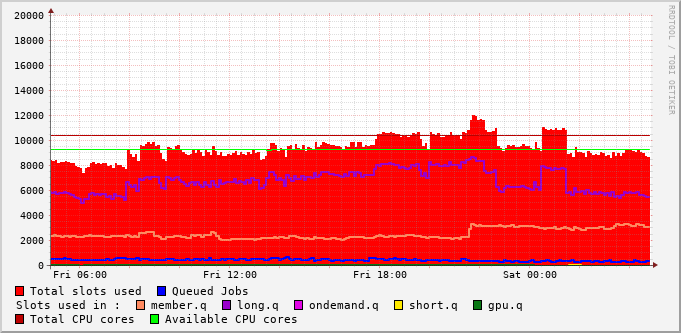 20000
18000
16000
14000
12000
10000
8000
6000
4000
2000
0
Fri 06:00 Fri 12:00 Fri 18:00 Sat 00:00
Total slots used Queued Jobs
Slots used in : member.q long.q ondemand.q short.q gpu.q
Total CPU cores Available CPU cores
RRDTOOL / TOBI OETIKER